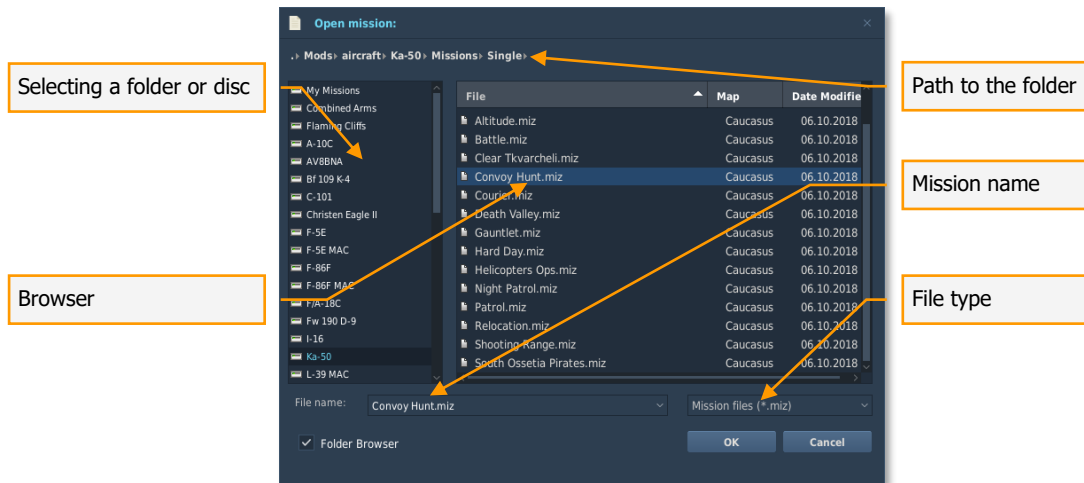 Open mission:
. Mods aircraft Ka-50 Missions Single
Selecting a folder or disc
Path to the folder
My Missions
Combined Arms
Flaming Cliffs
A-10C
AV8BNA
Bf 109 K-4
C-101
Christen Eagle II
F-5E
F-5E MAC
F-86F
F-86F MAC
F/A-18C
Fw 190 D-9
I-16
Ka-50
L-39 MAC
File Map Date Modifie
Altitude.miz Caucasus 06.10.2018
Battle.miz Caucasus 06.10.2018
Clear Tkvarcheli.miz Caucasus 06.10.2018
Convoy Hunt.miz Caucasus 06.10.2018
Courier.miz Caucasus 06.10.2018
Death Valley.miz Caucasus 06.10.2018
Gauntlet.miz Caucasus 06.10.2018
Hard Day.miz Caucasus 06.10.2018
Helicopters Ops.miz Caucasus 06.10.2018
Night Patrol.miz Caucasus 06.10.2018
Patrol.miz Caucasus 06.10.2018
Relocation.miz Caucasus 06.10.2018
Shooting Range.miz Caucasus 06.10.2018
South Ossetia Pirates.miz Caucasus 06.10.2018
Mission name
Browser
File type
File name: Convoy Hunt.miz Mission files (*.miz)
Folder Browser OK Cancel